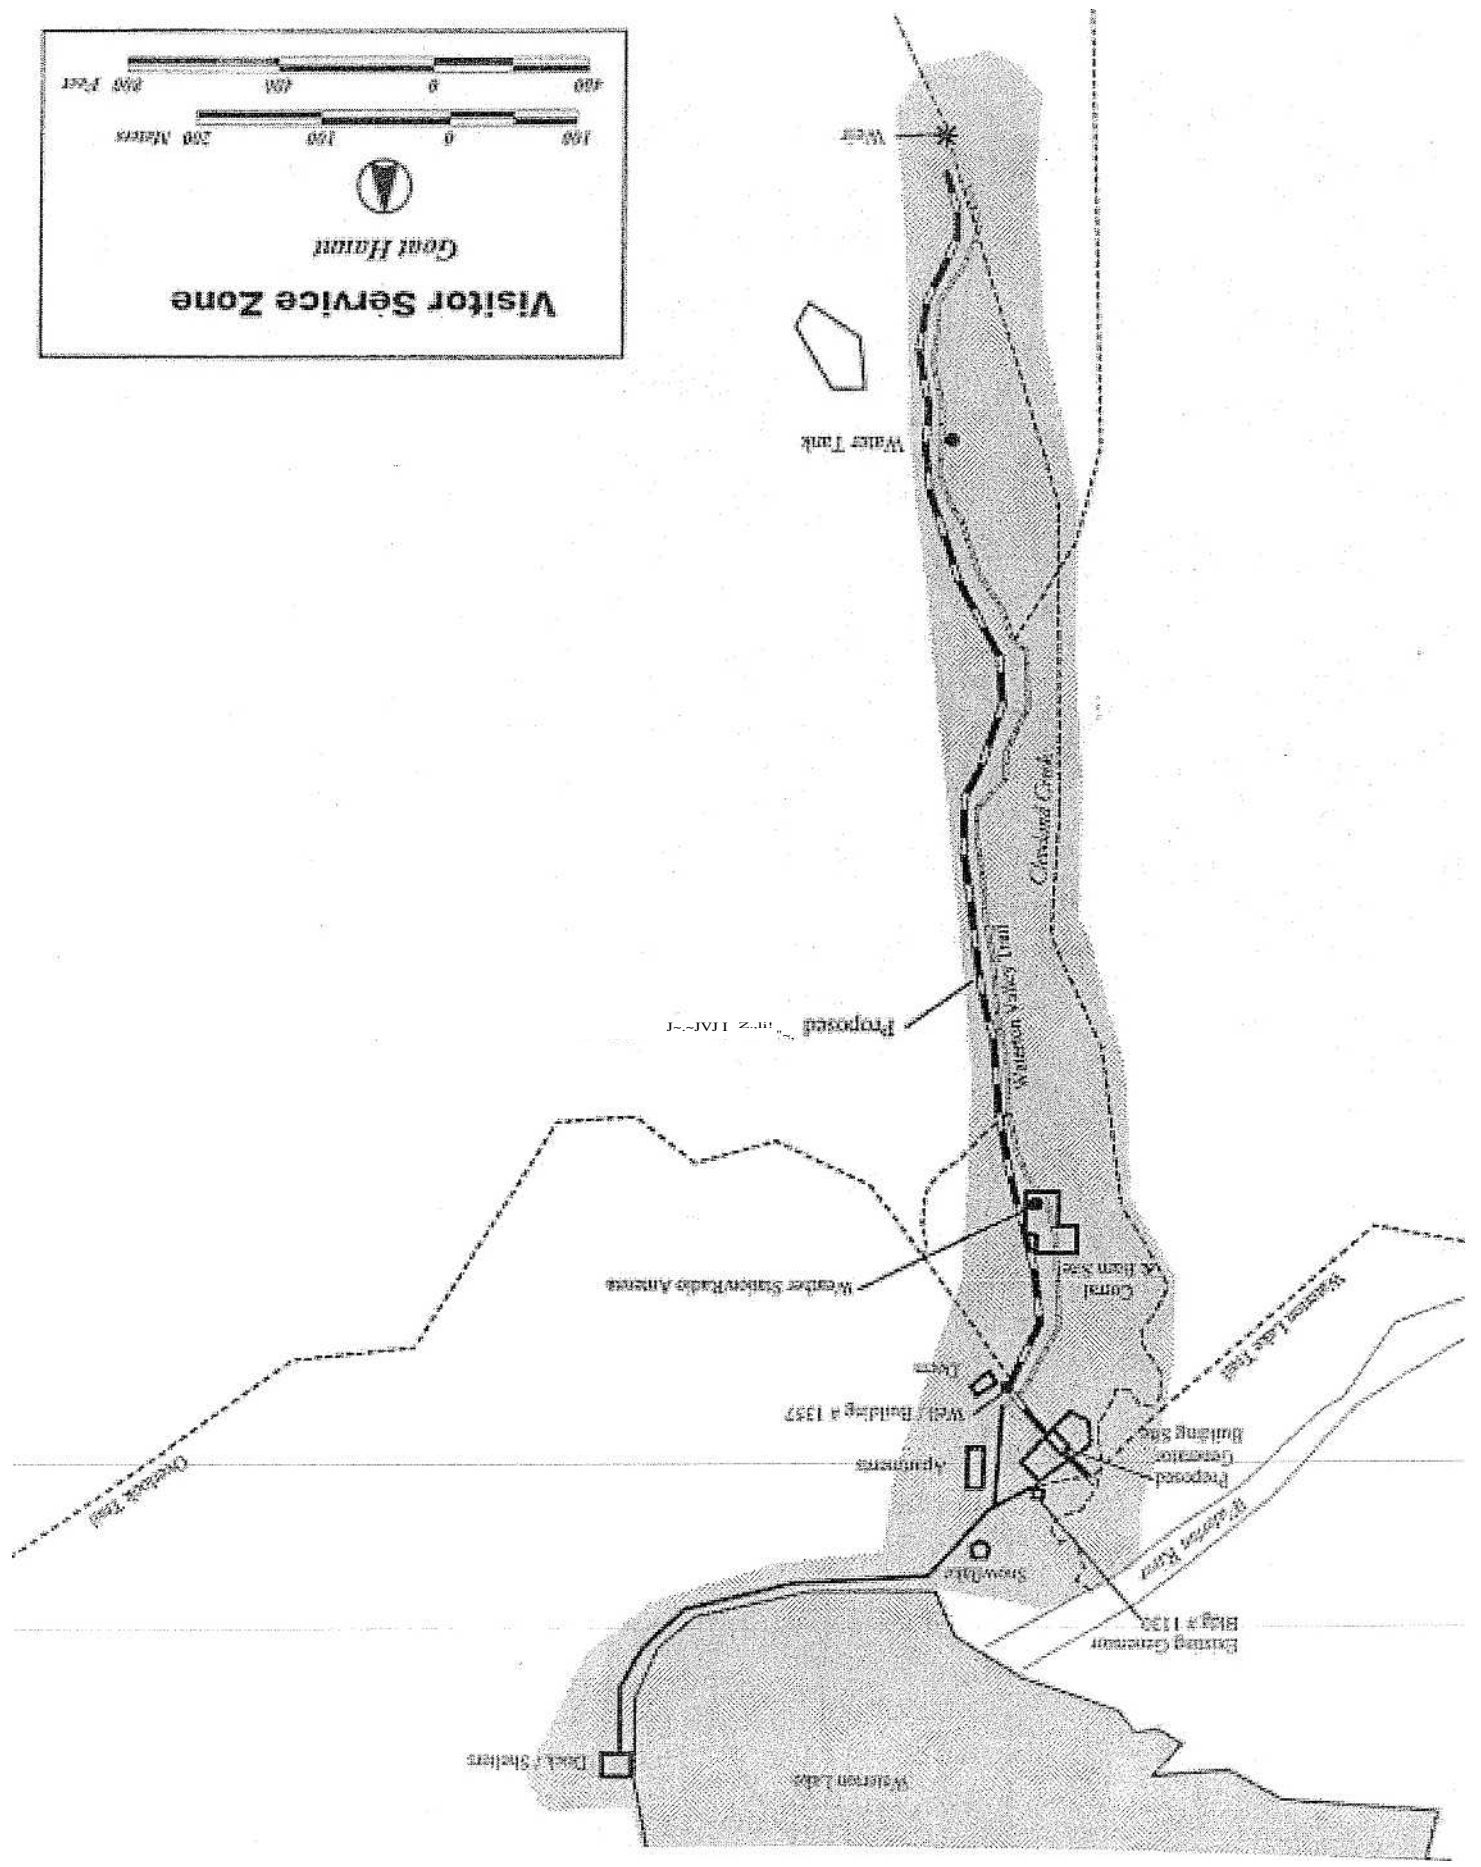 Waterton Lake
Dock / Shelters
Existing Generator
Bldg # 1130
Snowflake
Waterton River
Overlook Trail
Proposed
Generator
Building Site
Apartments
Well / Building # 1357
Dorm
Waterton Lake Trail
Corral
& Barn Site
Weather Station/Radio Antenna
Proposed
Waterton Valley Trail
Cleveland Creek
Water Tank
Weir
Visitor Service Zone
Goat Haunt
100 0 100 200 Meters
400 0 400 800 Feet